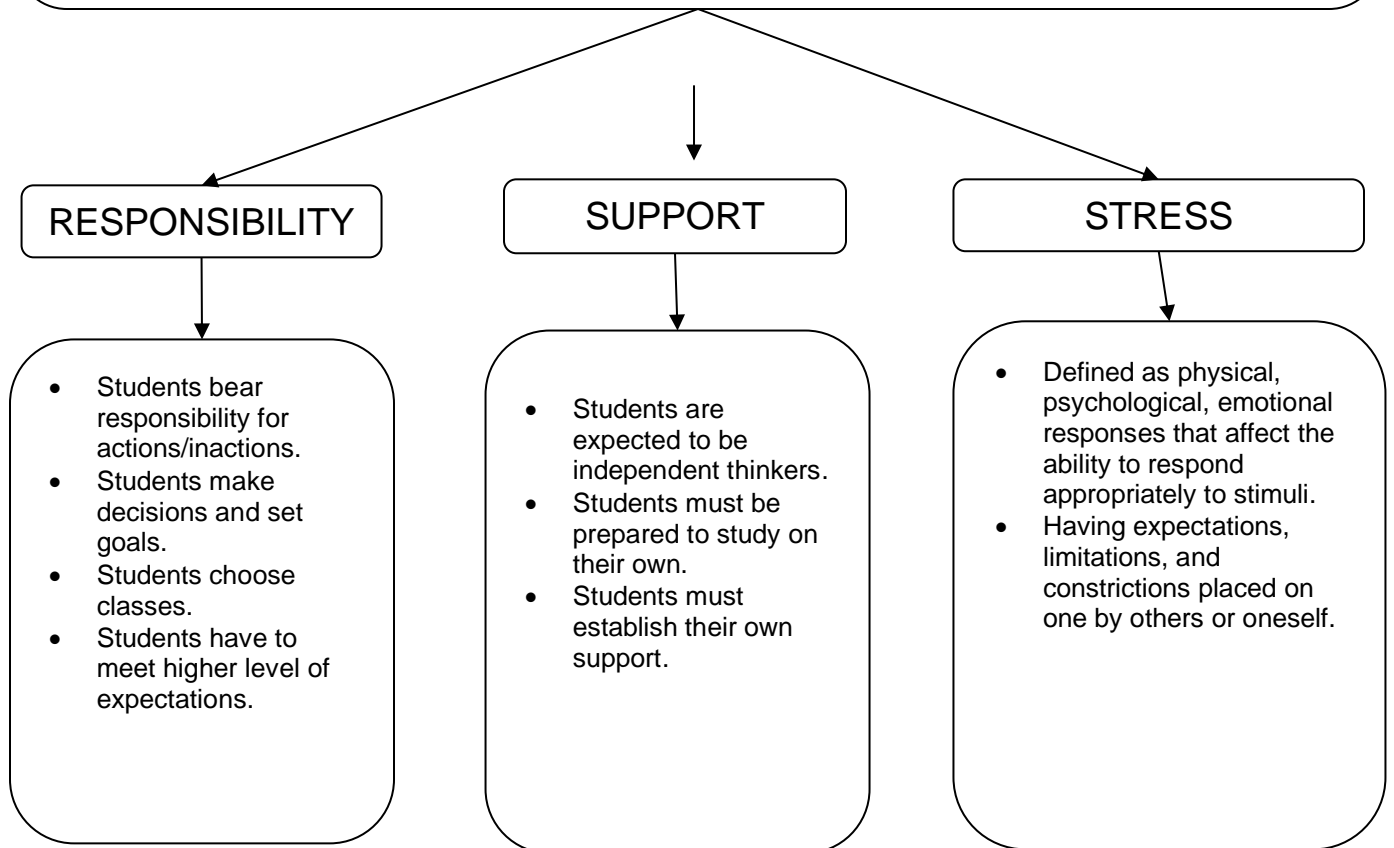 RESPONSIBILITY
SUPPORT
STRESS
• Students bear
responsibility for
actions/inactions.
• Students make
decisions and set
goals.
• Students choose
classes.
• Students have to
meet higher level of
expectations.
• Students are
expected to be
independent thinkers.
• Students must be
prepared to study on
their own.
• Students must
establish their own
support.
• Defined as physical,
psychological, emotional
responses that affect the
ability to respond
appropriately to stimuli.
• Having expectations,
limitations, and
constrictions placed on
one by others or oneself.